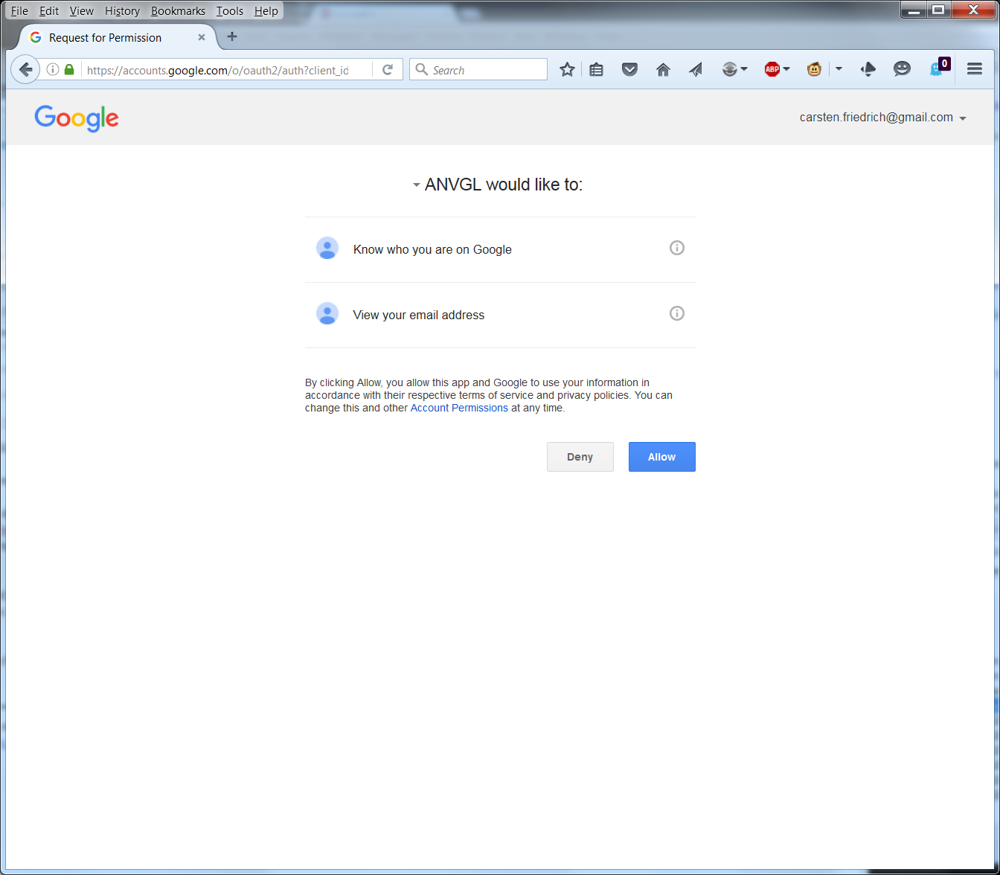 File Edit View History Bookmarks Tools Help
Request for Permission
https://accounts.google.com/o/oauth2/auth?client_id
Search
ABP
0
Google
carsten.friedrich@gmail.com
ANVGL would like to:
Know who you are on Google
View your email address
By clicking Allow, you allow this app and Google to use your information in
accordance with their respective terms of service and privacy policies. You can
change this and other Account Permissions at any time.
Deny Allow